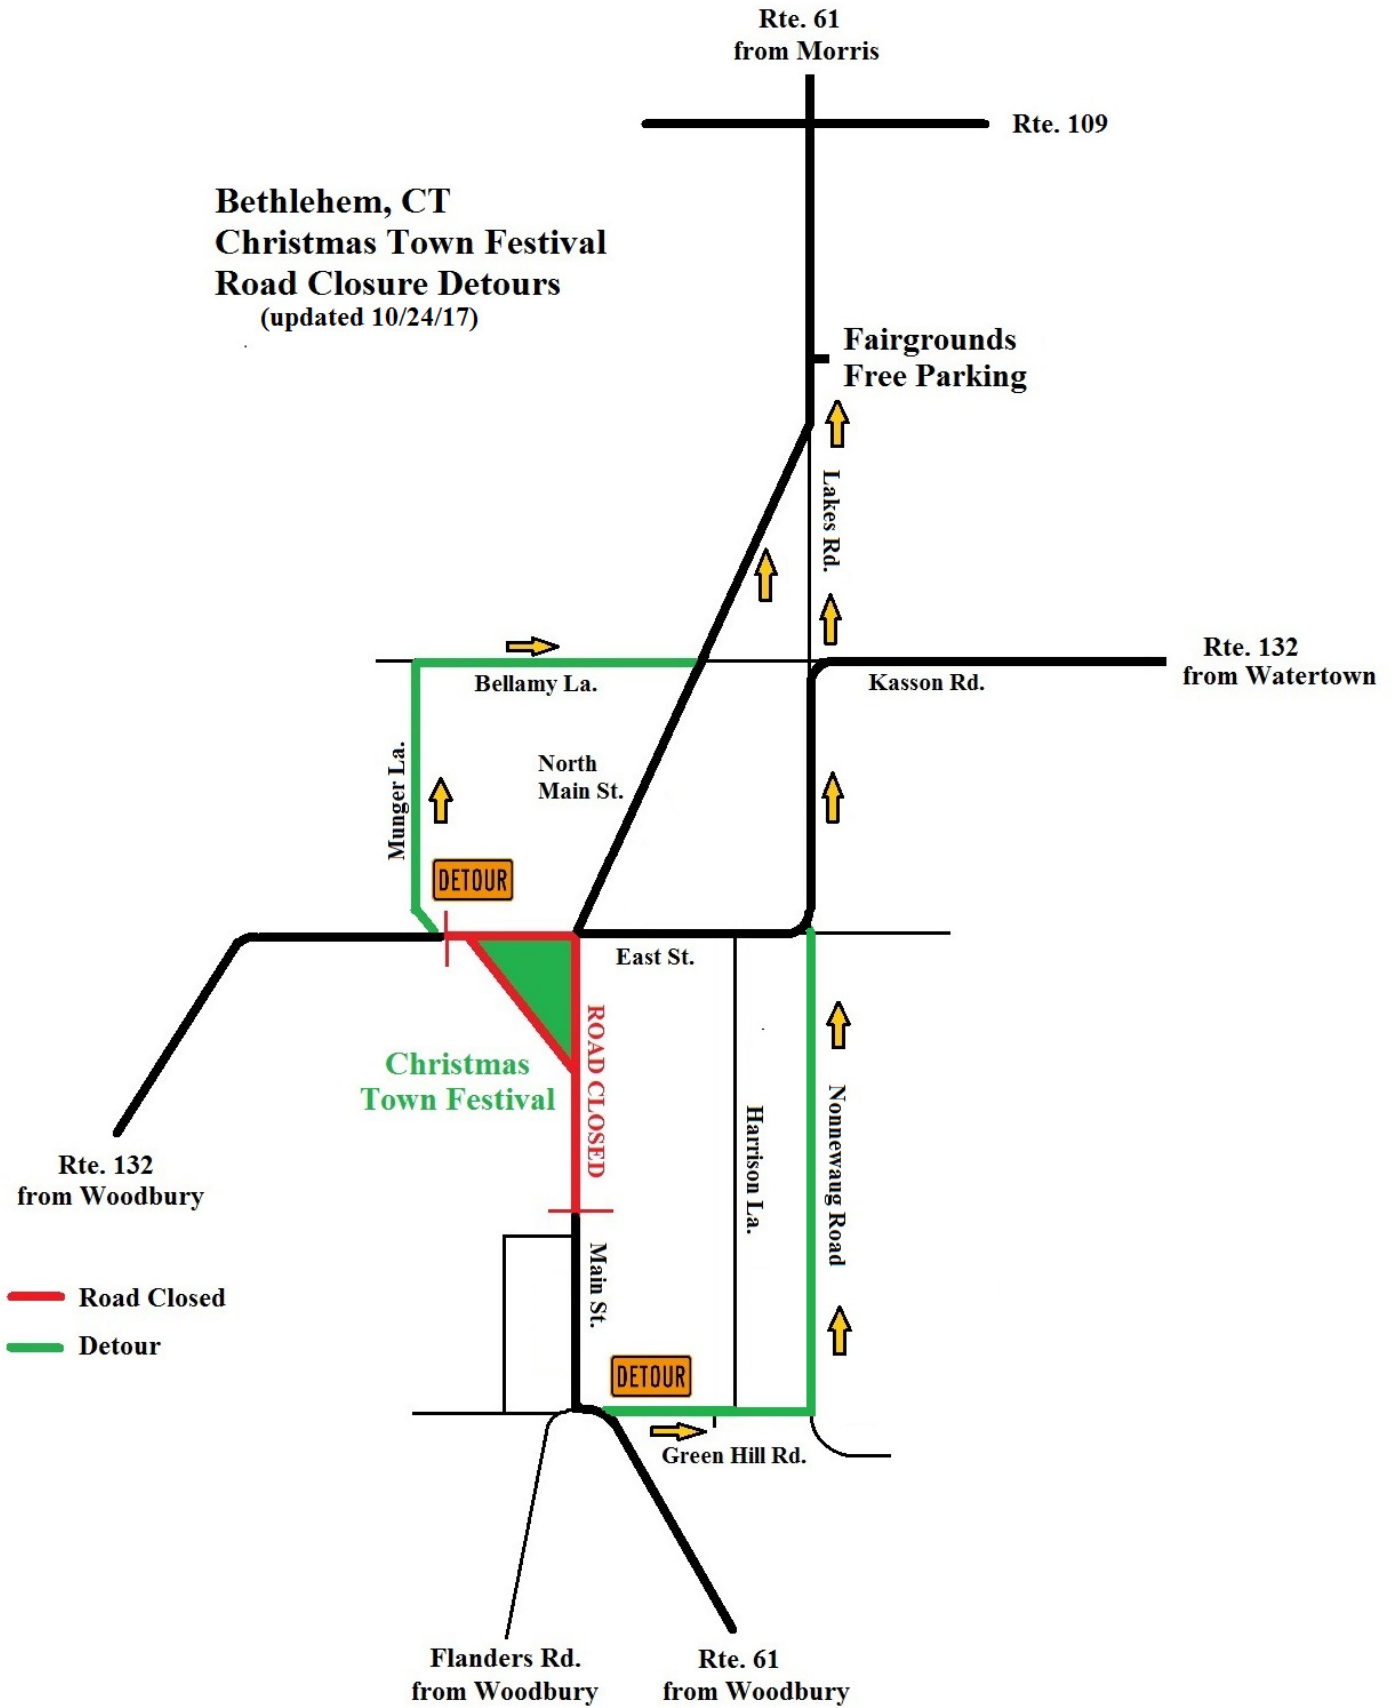 Rte. 61
from Morris
Rte. 109
Bethlehem, CT
Christmas Town Festival
Road Closure Detours
(updated 10/24/17)
Fairgrounds
Free Parking
Lakes Rd.
Rte. 132
from Watertown
Bellamy La.
Kasson Rd.
Munger La.
North
Main St.
DETOUR
East St.
ROAD CLOSED
Christmas
Town Festival
Harrison La.
Nonnewaug Road
Rte. 132
from Woodbury
Main St.
Road Closed
Detour
DETOUR
Green Hill Rd.
Flanders Rd.
from Woodbury
Rte. 61
from Woodbury